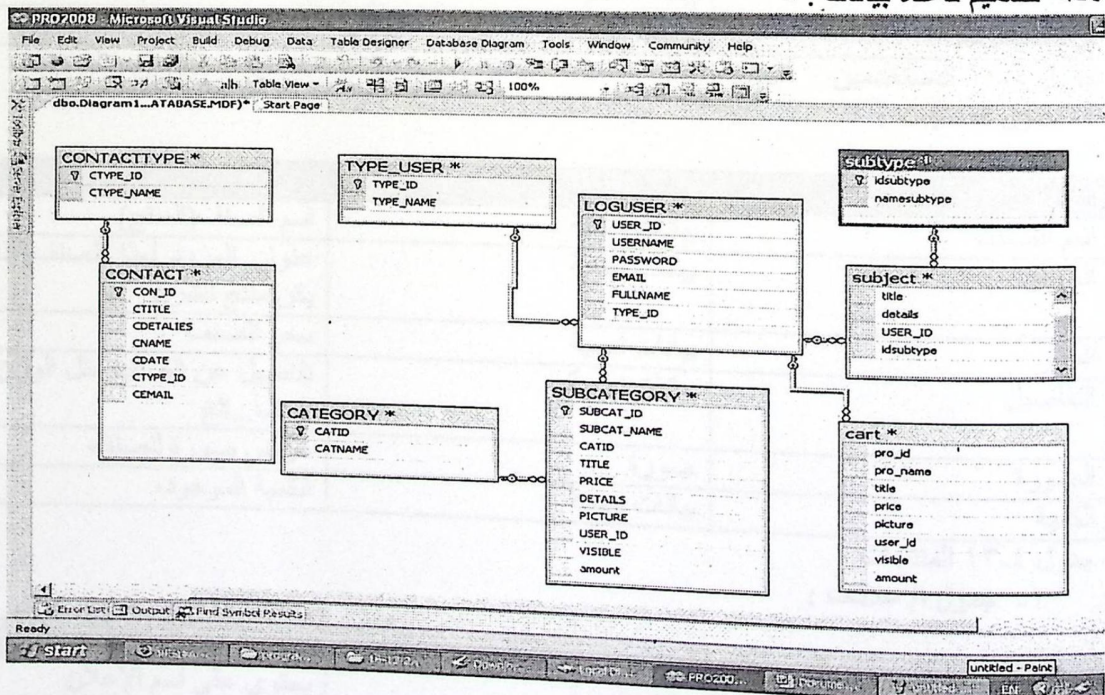 PRO2008 - Microsoft Visual Studio
File Edit View Project Build Debug Data Table Designer Database Diagram Tools Window Community Help
Table View 100%
dbo.Diagram1...ATABASE.MDF)* Start Page
Toolbox Server Explorer
CONTACTTYPE *
CTYPE_ID
CTYPE_NAME
TYPE_USER *
TYPE_ID
TYPE_NAME
LOGUSER *
USER_ID
USERNAME
PASSWORD
EMAIL
FULLNAME
TYPE_ID
subtype *
idsubtype
namesubtype
CONTACT *
CON_ID
CTITLE
CDETALIES
CNAME
CDATE
CTYPE_ID
CEMAIL
subject *
title
details
USER_ID
idsubtype
CATEGORY *
CATID
CATNAME
SUBCATEGORY *
SUBCAT_ID
SUBCAT_NAME
CATID
TITLE
PRICE
DETAILS
PICTURE
USER_ID
VISIBLE
amount
cart *
pro_id
pro_name
title
price
picture
user_id
visible
amount
Error List Output Find Symbol Results
Ready
start
PRO200...
untitled - Paint
EN